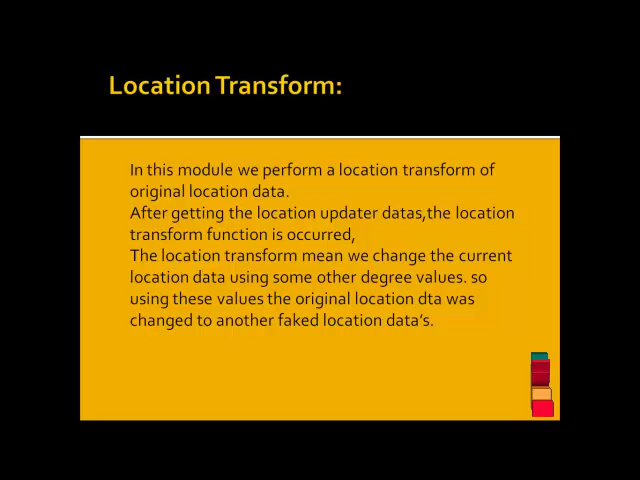 Location Transform:
In this module we perform a location transform of
original location data.
After getting the location updater datas,the location
transform function is occurred,
The location transform mean we change the current
location data using some other degree values. so
using these values the original location dta was
changed to another faked location data’s.